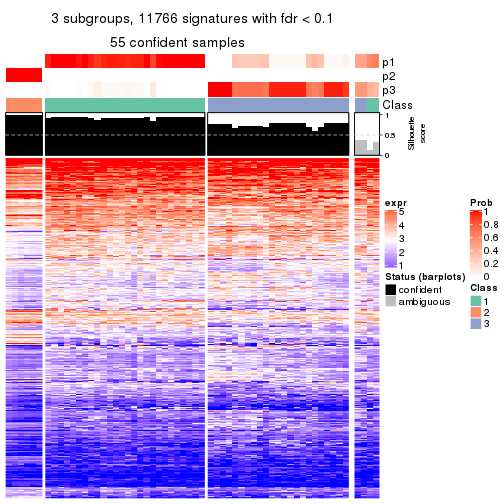 3 subgroups, 11766 signatures with fdr < 0.1
55 confident samples
p1
p2
p3
Class
1
0.5
0
Silhouette
score
expr
5
4
3
2
1
Status (barplots)
confident
ambiguous
Prob
1
0.8
0.6
0.4
0.2
0
Class
1
2
3